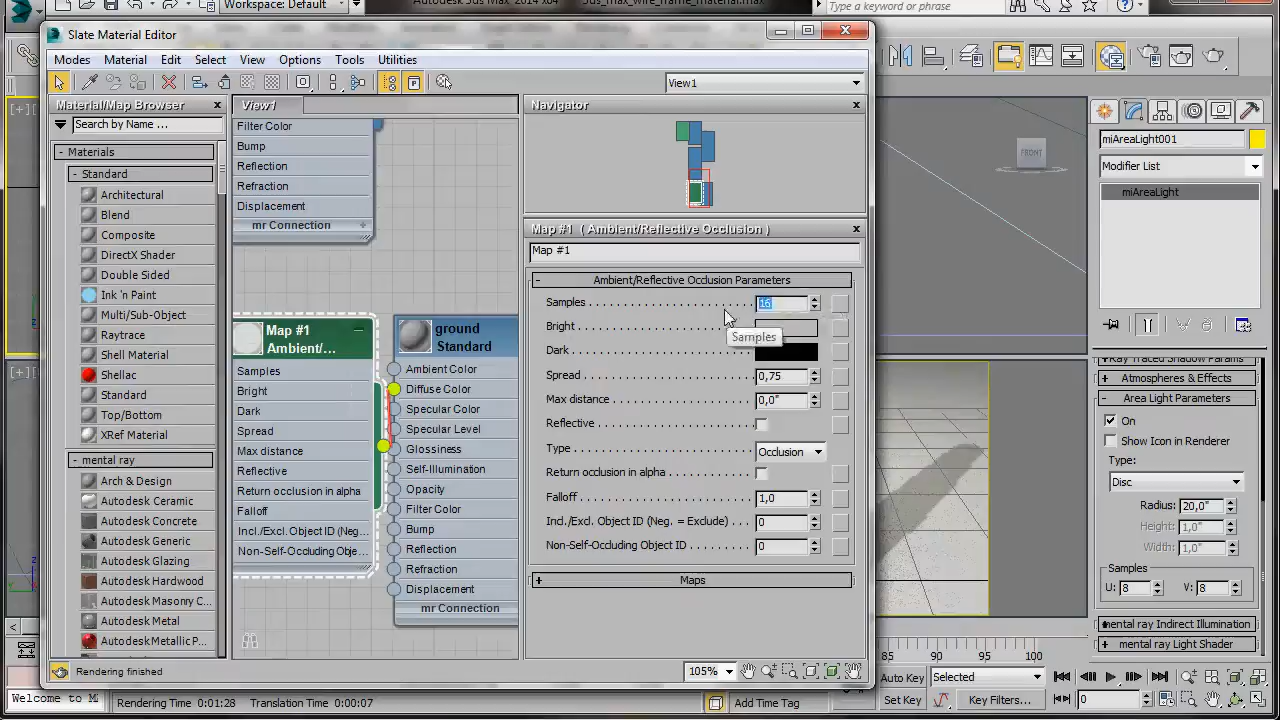 Workspace: Default
Autodesk 3ds Max 2014 x64
3ds_max_wire_frame_material.max
Type a keyword or phrase
Slate Material Editor
Modes Material Edit Select View Options Tools Utilities
View1
Material/Map Browser
Search by Name ...
- Materials
- Standard
Architectural
Blend
Composite
DirectX Shader
Double Sided
Ink 'n Paint
Multi/Sub-Object
Raytrace
Shell Material
Shellac
Standard
Top/Bottom
XRef Material
- mental ray
Arch & Design
Autodesk Ceramic
Autodesk Concrete
Autodesk Generic
Autodesk Glazing
Autodesk Hardwood
Autodesk Masonry C...
Autodesk Metal
Autodesk Metallic P...
View1
Filter Color
Bump
Reflection
Refraction
Displacement
mr Connection +
Map #1
Ambient/...
Samples
Bright
Dark
Spread
Max distance
Reflective
Return occlusion in alpha
Falloff
Incl./Excl. Object ID (Neg...
Non-Self-Occluding Obje...
ground
Standard
Ambient Color
Diffuse Color
Specular Color
Specular Level
Glossiness
Self-Illumination
Opacity
Filter Color
Bump
Reflection
Refraction
Displacement
mr Connection
Navigator
Map #1 ( Ambient/Reflective Occlusion )
Map #1
- Ambient/Reflective Occlusion Parameters
Samples 16
Bright
Samples
Dark
Spread 0,75
Max distance 0,0"
Reflective
Type Occlusion
Return occlusion in alpha
Falloff 1,0
Incl./Excl. Object ID (Neg. = Exclude) 0
Non-Self-Occluding Object ID 0
+ Maps
Rendering finished
105%
[+]
[+]
FRONT
miAreaLight001
Modifier List
miAreaLight
Ray Traced Shadow Params
+ Atmospheres & Effects
- Area Light Parameters
On
Show Icon in Renderer
Type:
Disc
Radius: 20,0"
Height: 1,0"
Width: 1,0"
Samples
U: 8 V: 8
mental ray Indirect Illumination
+ mental ray Light Shader
85 90 95 100
Auto Key Selected
Set Key Key Filters... 0
Welcome to M
Rendering Time 0:01:28 Translation Time 0:00:07
Add Time Tag